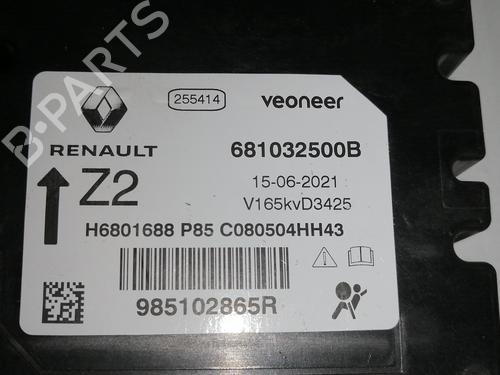 B-PARTS
255414
veoneer
RENAULT
681032500B
Z2
15-06-2021
V165kvD3425
H6801688 P85 C080504HH43
985102865R